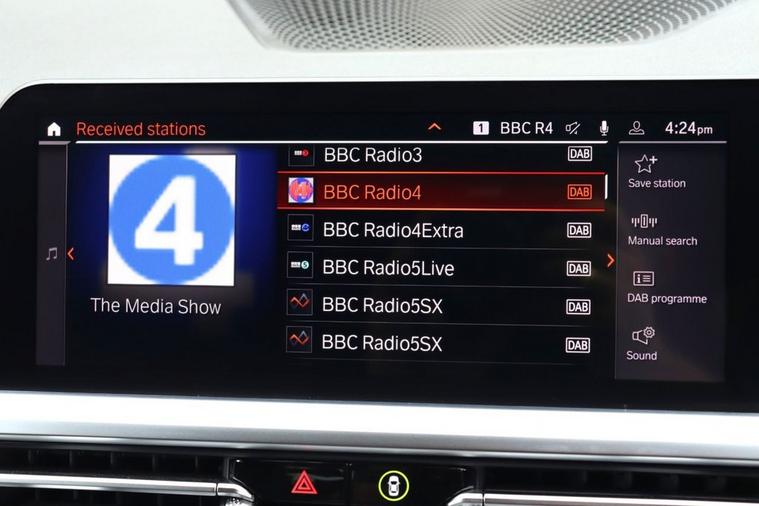 Received stations
1 BBC R4
4:24pm
4
The Media Show
BBC Radio3 DAB
BBC Radio4 DAB
BBC Radio4Extra DAB
BBC Radio5Live DAB
BBC Radio5SX DAB
BBC Radio5SX DAB
Save station
Manual search
DAB programme
Sound